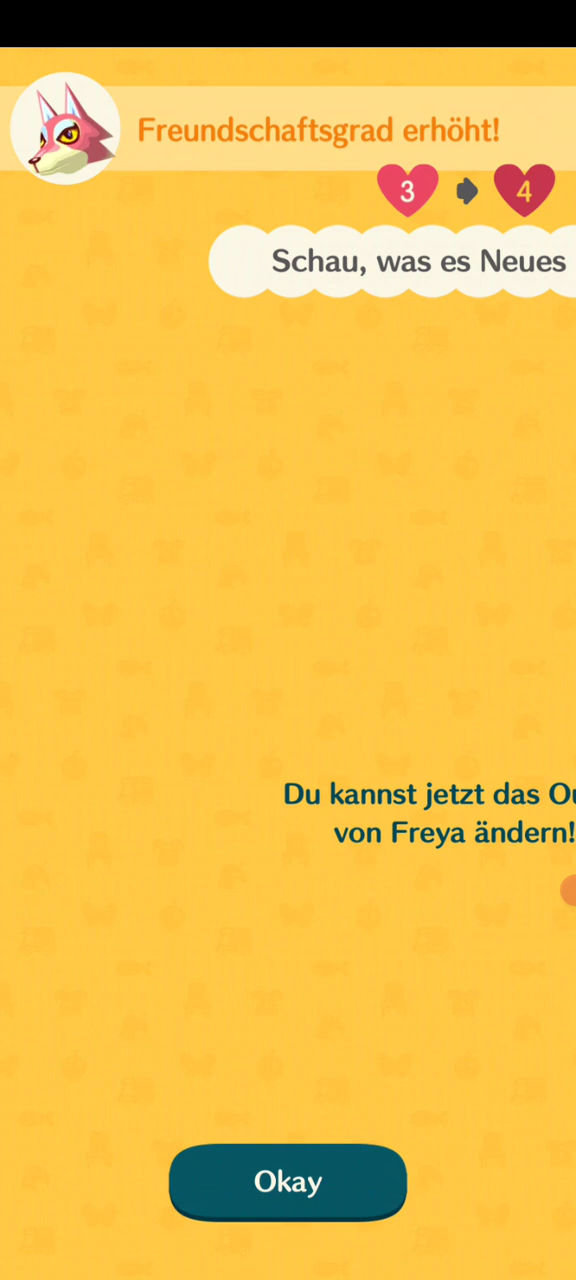 Freundschaftsgrad erhöht!
3 4
Schau, was es Neues
Du kannst jetzt das
von Freya ändern!
Okay